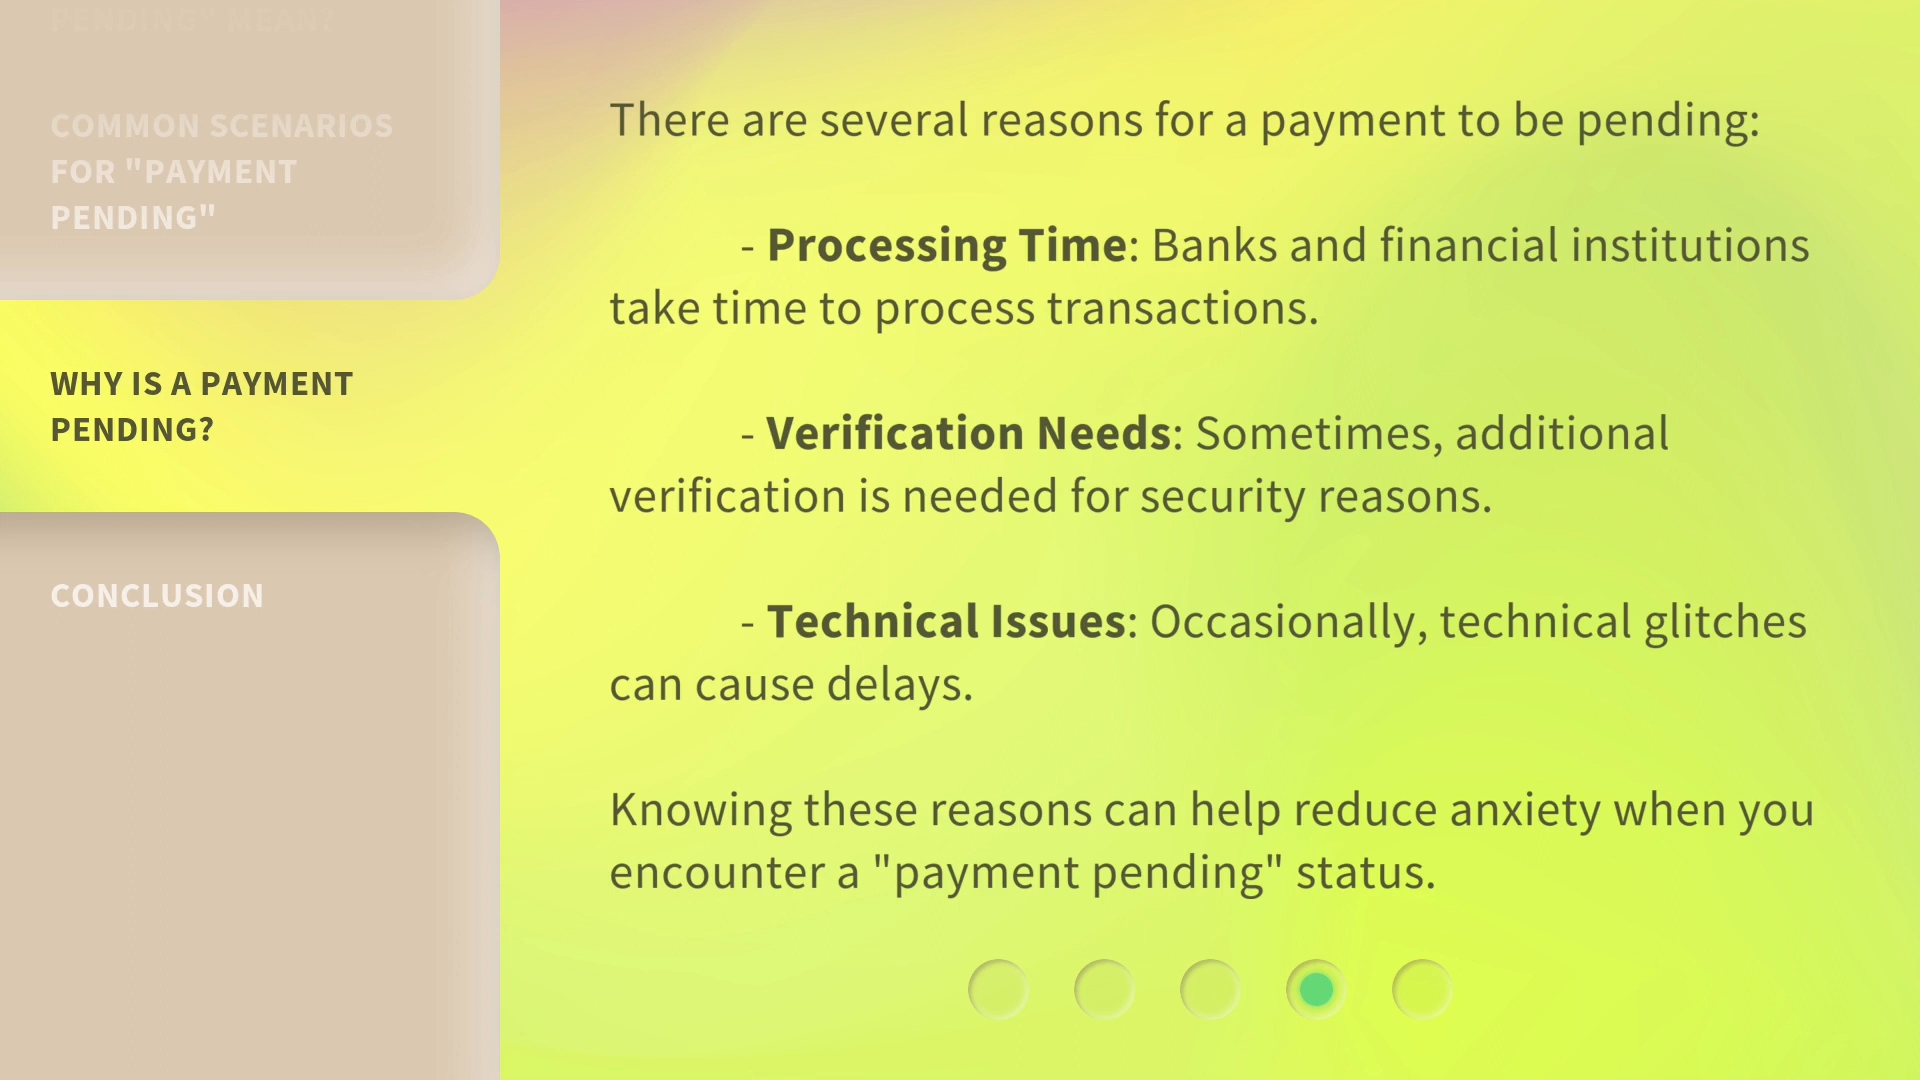 PENDING" MEAN?
COMMON SCENARIOS
FOR "PAYMENT
PENDING"
WHY IS A PAYMENT
PENDING?
CONCLUSION
There are several reasons for a payment to be pending:
- Processing Time: Banks and financial institutions
take time to process transactions.
- Verification Needs: Sometimes, additional
verification is needed for security reasons.
- Technical Issues: Occasionally, technical glitches
can cause delays.
Knowing these reasons can help reduce anxiety when you
encounter a "payment pending" status.